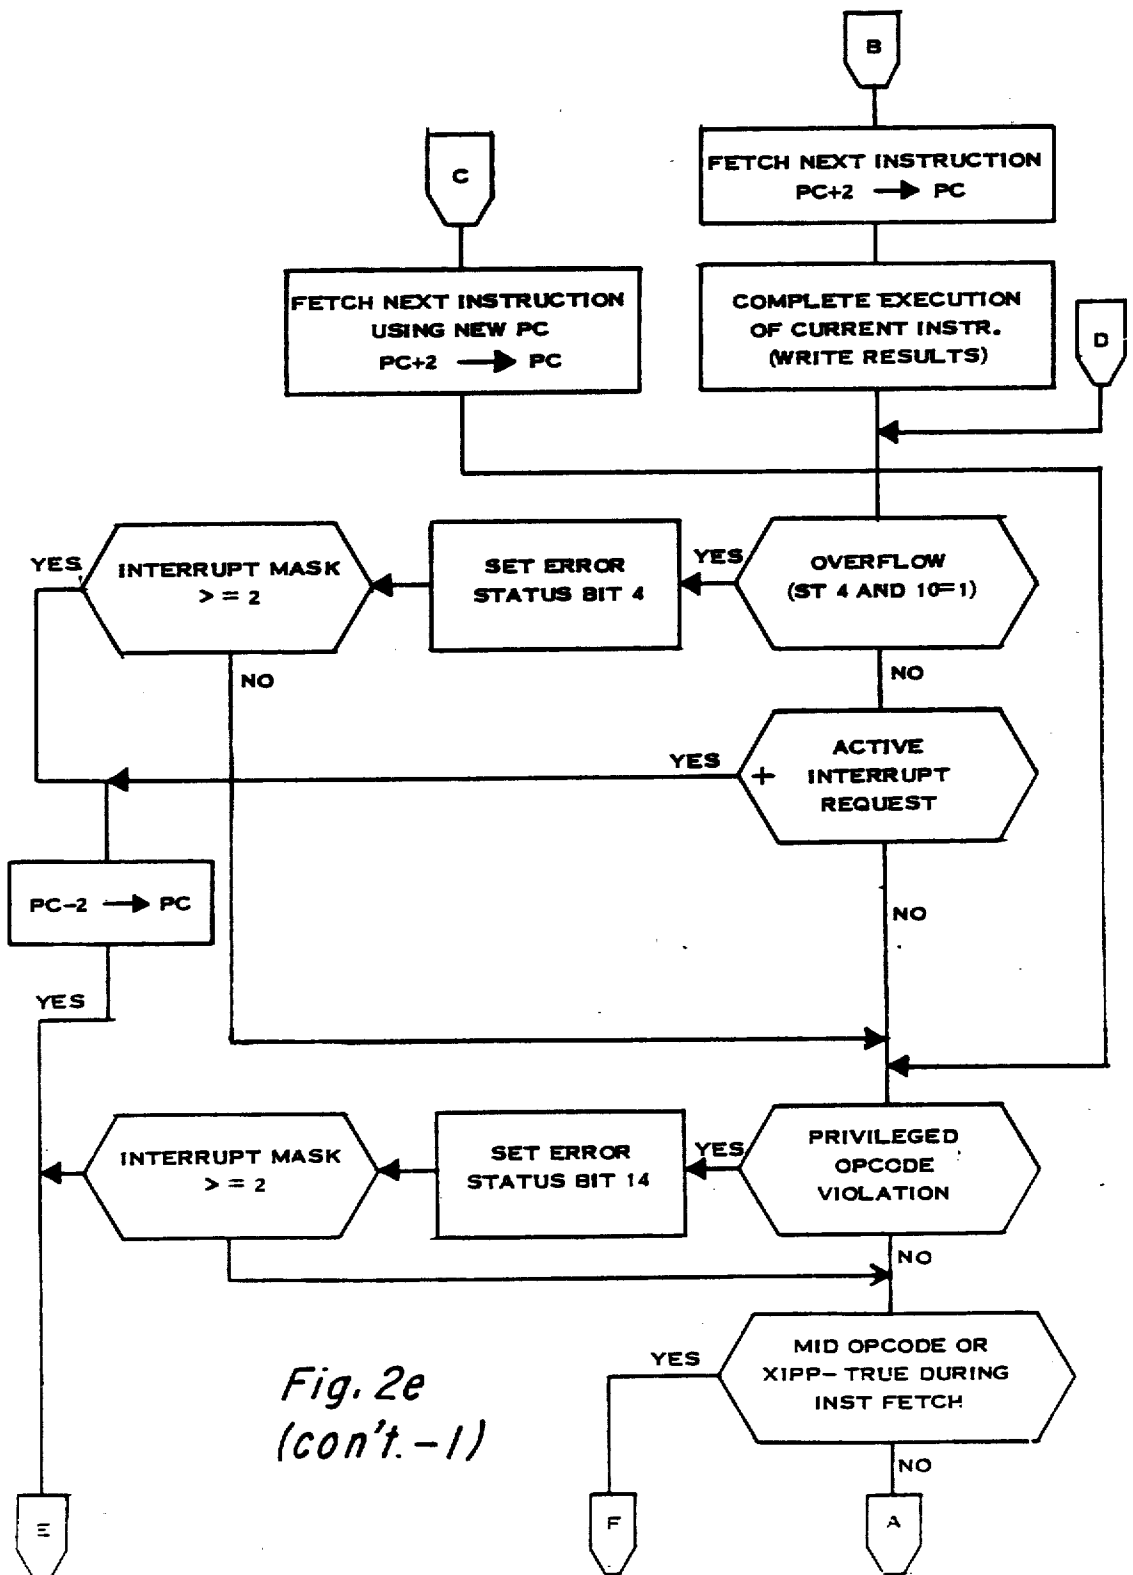 B
FETCH NEXT INSTRUCTION
PC+2 → PC
C
FETCH NEXT INSTRUCTION
USING NEW PC
PC+2 → PC
COMPLETE EXECUTION
OF CURRENT INSTR.
(WRITE RESULTS)
D
YES
INTERRUPT MASK
> = 2
SET ERROR
STATUS BIT 4
YES
OVERFLOW
(ST 4 AND 10=1)
NO
NO
YES
+
ACTIVE
INTERRUPT
REQUEST
PC-2 → PC
NO
YES
INTERRUPT MASK
> = 2
SET ERROR
STATUS BIT 14
YES
PRIVILEGED
OPCODE
VIOLATION
NO
YES
MID OPCODE OR
XIPP- TRUE DURING
INST FETCH
Fig. 2e
(con't.-1)
NO
E
F
A